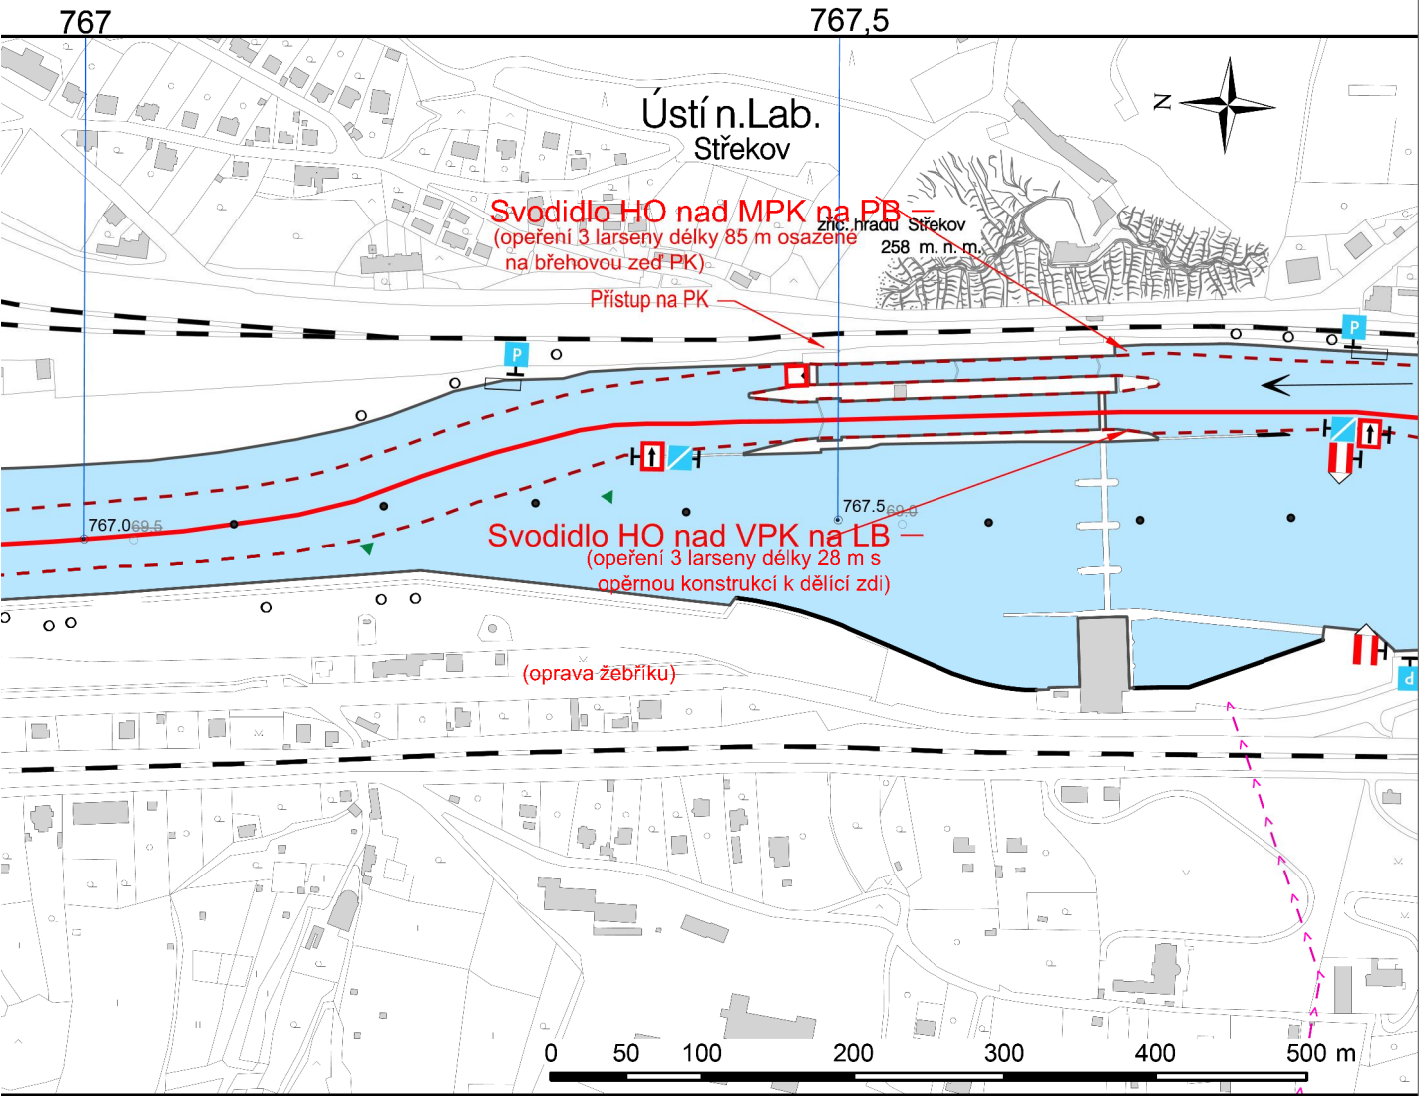 767
767,5
N
Ústí n.Lab.
Střekov
Svodidlo HO nad MPK na PB
(opeření 3 larseny délky 85 m osazené
na břehovou zeď PK)
zříc. hradu Střekov
258 m. n. m.
Přístup na PK
P
P
767.0
69.5
767.5
69.0
Svodidlo HO nad VPK na LB
(opeření 3 larseny délky 28 m s
opěrnou konstrukcí k dělící zdi)
(oprava žebříku)
P
0 50 100 200 300 400 500 m